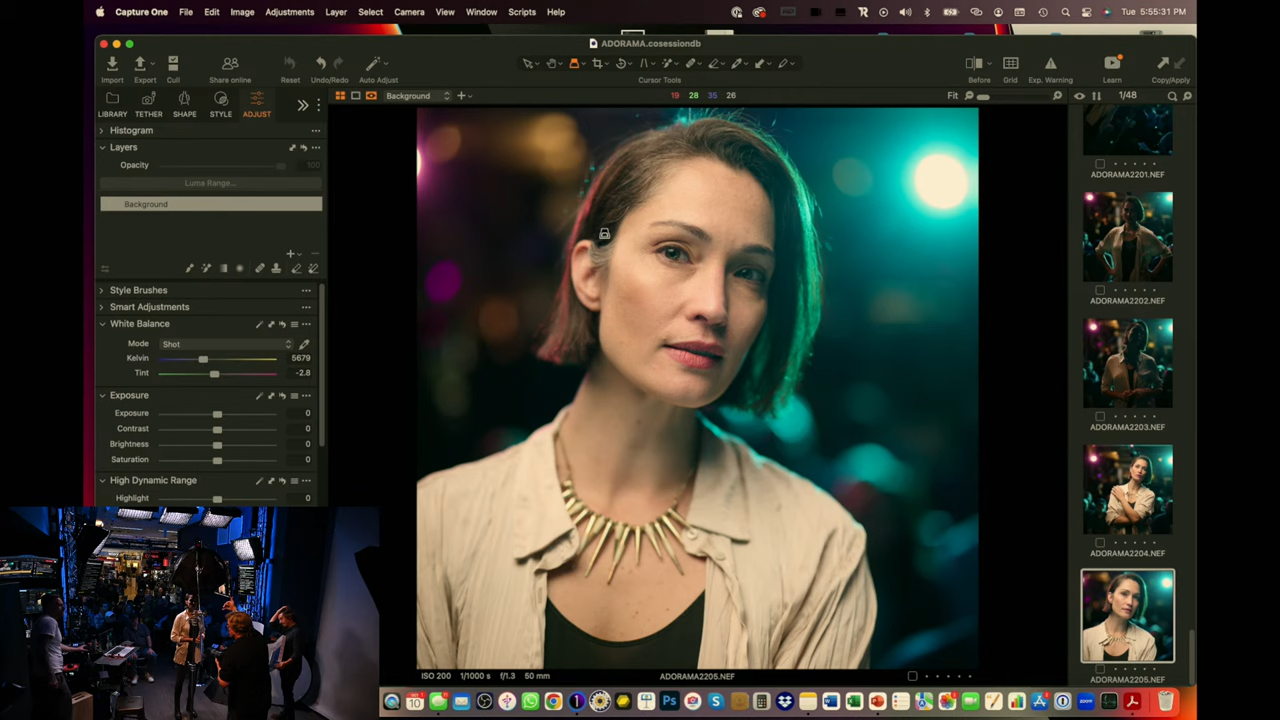 Capture One File Edit Image Adjustments Layer Select Camera View Window Scripts Help Tue 5:55:31 PM
ADORAMA.cosessiondb
Import Export Cull Share online Reset Undo/Redo Auto Adjust Cursor Tools Before Grid Exp. Warning Learn Copy/Apply
LIBRARY TETHER SHAPE STYLE ADJUST
Background
19 28 35 26
Fit
1/48
Histogram
Layers
Opacity 100
Luma Range...
Background
Style Brushes
Smart Adjustments
White Balance
Mode Shot
Kelvin 5679
Tint -2.8
Exposure
Exposure 0
Contrast 0
Brightness 0
Saturation 0
High Dynamic Range
Highlight 0
ADORAMA2201.NEF
ADORAMA2202.NEF
ADORAMA2203.NEF
ADORAMA2204.NEF
ADORAMA2205.NEF
ISO 200 1/1000 s f/1.3 50 mm ADORAMA2205.NEF
10
Ps
zoom